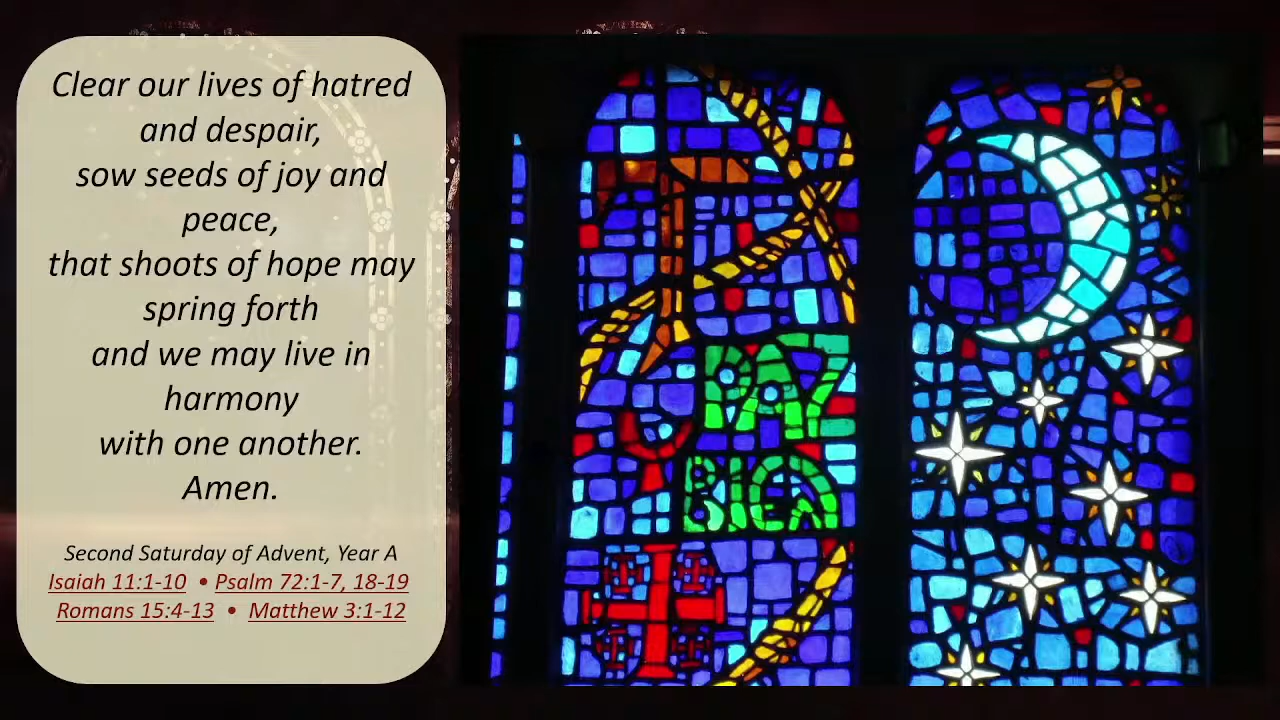 Clear our lives of hatred
and despair,
sow seeds of joy and
peace,
that shoots of hope may
spring forth
and we may live in
harmony
with one another.
Amen.
Second Saturday of Advent, Year A
Isaiah 11:1-10 • Psalm 72:1-7, 18-19
Romans 15:4-13 • Matthew 3:1-12
PAZ
BIEN